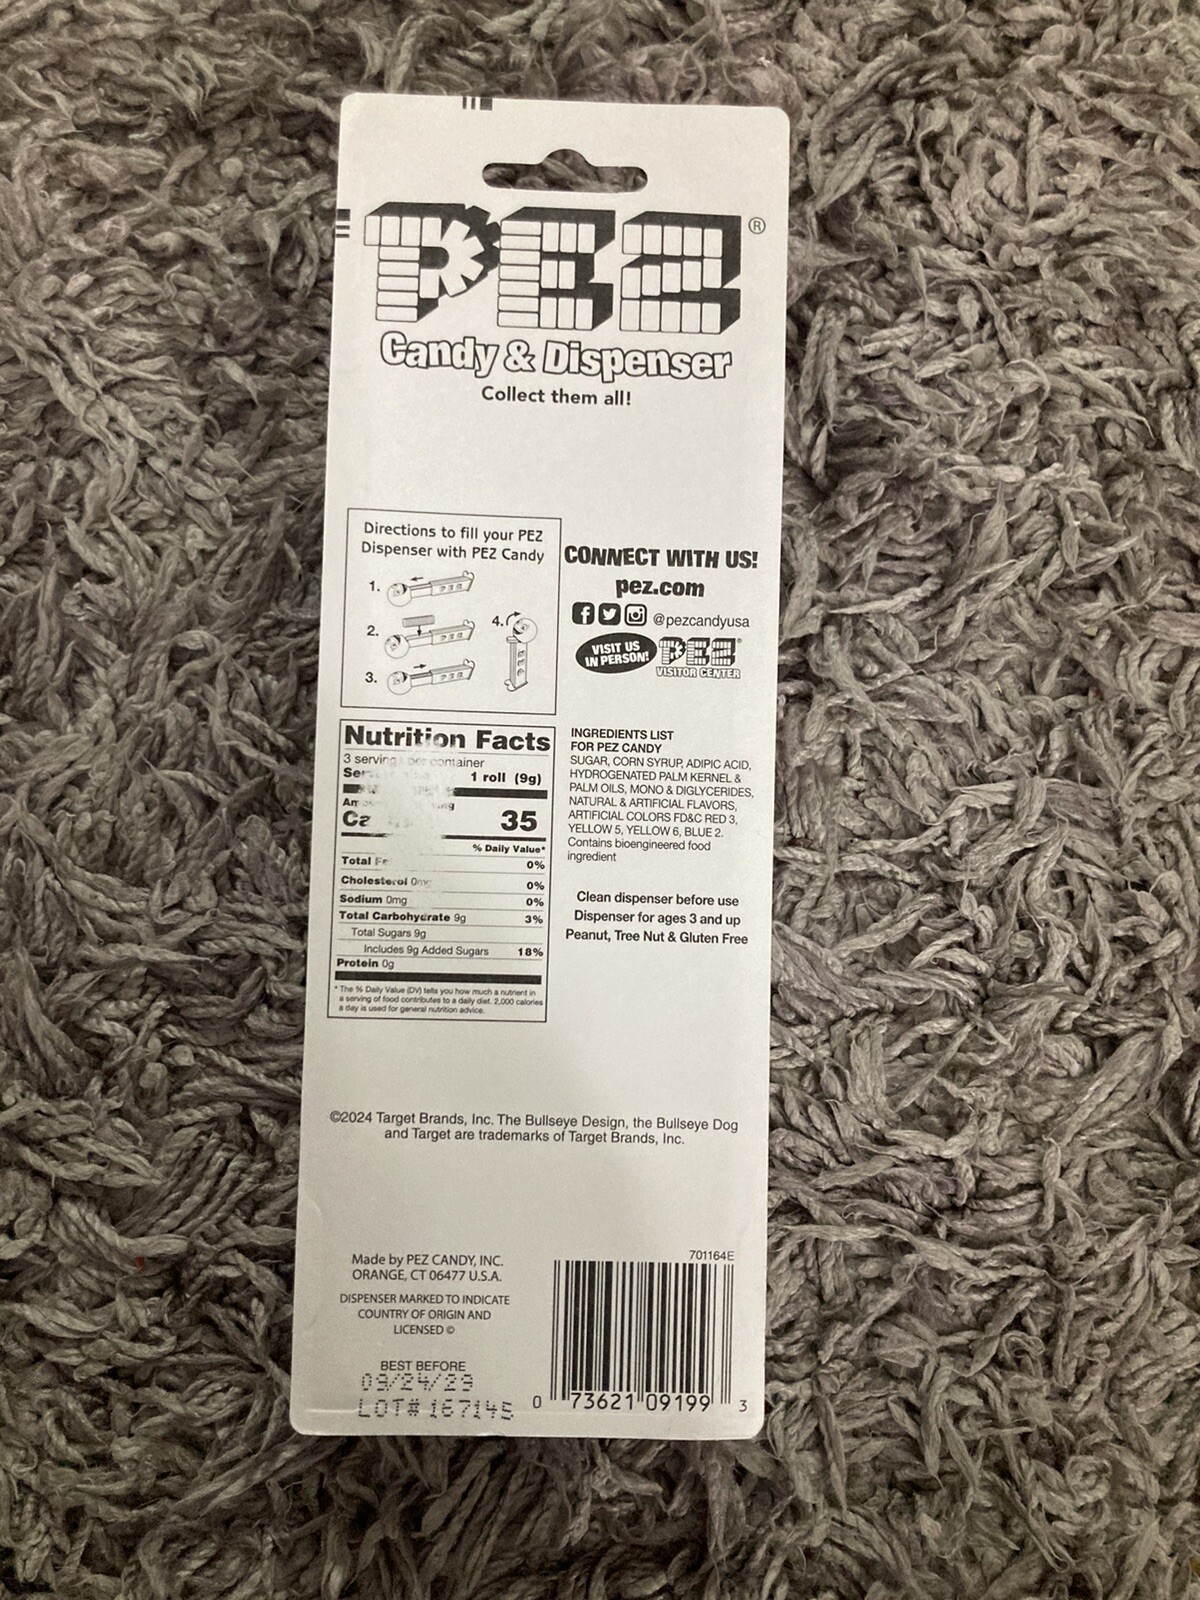 PEZ®
Candy & Dispenser
Collect them all!
Directions to fill your PEZ
Dispenser with PEZ Candy
1.
2.
3.
4.
CONNECT WITH US!
pez.com
@pezcandyusa
VISIT US
IN PERSON!
PEZ
VISITOR CENTER
Nutrition Facts
3 serving per container
1 roll (9g)
35
% Daily Value*
Total 0%
Cholesterol 0mg 0%
Sodium 0mg 0%
Total Carbohydrate 9g 3%
Total Sugars 9g
Includes 9g Added Sugars 18%
Protein 0g
* The % Daily Value (DV) tells you how much a nutrient in
a serving of food contributes to a daily diet. 2,000 calories
a day is used for general nutrition advice.
INGREDIENTS LIST
FOR PEZ CANDY
SUGAR, CORN SYRUP, ADIPIC ACID,
HYDROGENATED PALM KERNEL &
PALM OILS, MONO & DIGLYCERIDES,
NATURAL & ARTIFICIAL FLAVORS,
ARTIFICIAL COLORS FD&C RED 3,
YELLOW 5, YELLOW 6, BLUE 2.
Contains bioengineered food
ingredient
Clean dispenser before use
Dispenser for ages 3 and up
Peanut, Tree Nut & Gluten Free
©2024 Target Brands, Inc. The Bullseye Design, the Bullseye Dog
and Target are trademarks of Target Brands, Inc.
Made by PEZ CANDY, INC.
ORANGE, CT 06477 U.S.A.
DISPENSER MARKED TO INDICATE
COUNTRY OF ORIGIN AND
LICENSED ©
BEST BEFORE
09/24/29
LOT# 167145
701164E
0 73621 09199 3